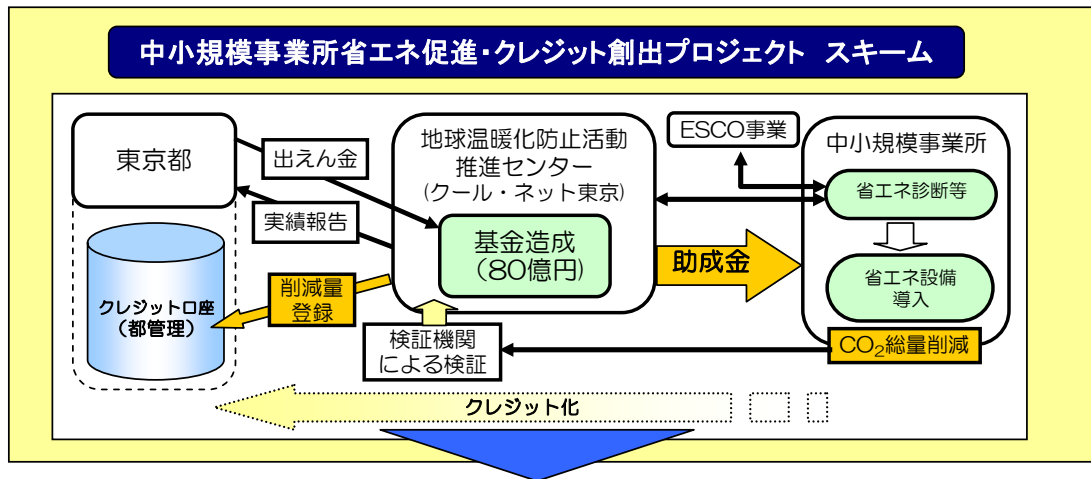 中小規模事業所省エネ促進・クレジット創出プロジェクト　スキーム
東京都
出えん金
実績報告
地球温暖化防止活動
推進センター
(クール・ネット東京)
基金造成
（80億円）
ESCO事業
中小規模事業所
省エネ診断等
省エネ設備
導入
助成金
クレジット口座
（都管理）
削減量
登録
検証機関
による検証
CO₂総量削減
クレジット化